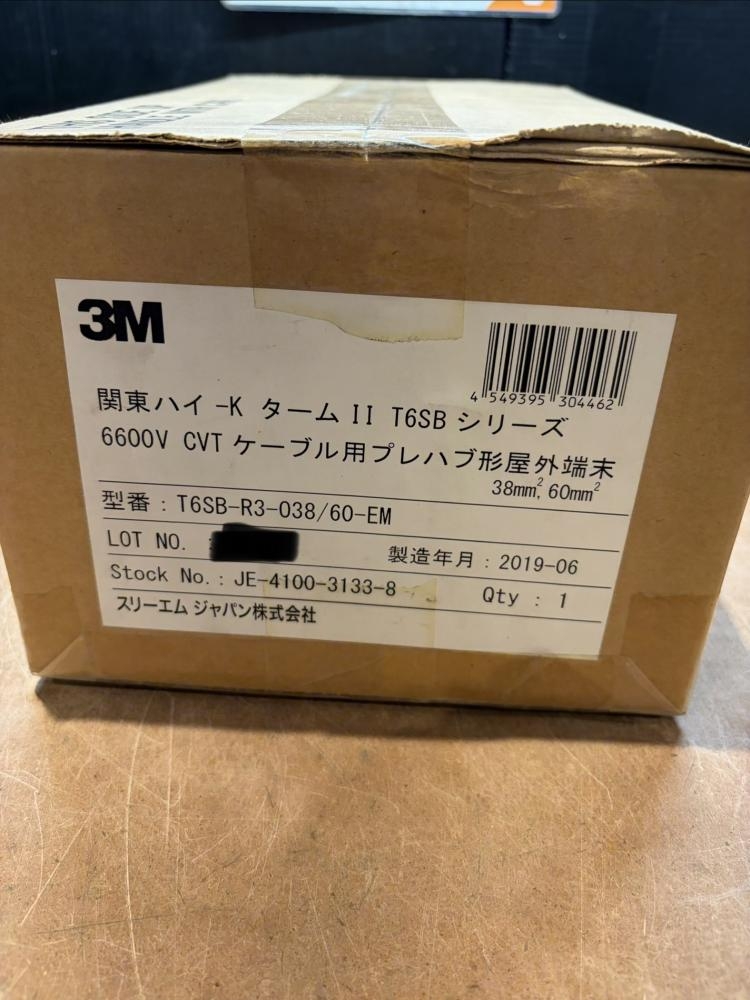 3M
4 549395 304462
関東ハイ-K ターム II T6SB シリーズ
6600V CVT ケーブル用プレハブ形屋外端末
38mm², 60mm²
型番 : T6SB-R3-038/60-EM
LOT NO. :
製造年月 : 2019-06
Stock No. : JE-4100-3133-8
Qty : 1
スリーエム ジャパン株式会社